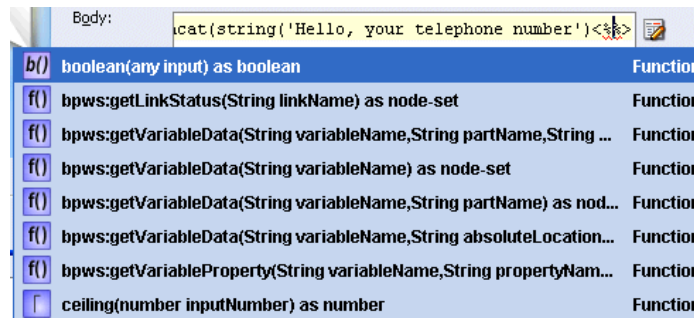 Body: ıcat(string('Hello, your telephone number')<%%>
b() boolean(any input) as boolean Function
f() bpws:getLinkStatus(String linkName) as node-set Function
f() bpws:getVariableData(String variableName,String partName,String ... Function
f() bpws:getVariableData(String variableName) as node-set Function
f() bpws:getVariableData(String variableName,String partName) as nod... Function
f() bpws:getVariableData(String variableName,String absoluteLocation... Function
f() bpws:getVariableProperty(String variableName,String propertyNam... Function
ceiling(number inputNumber) as number Function